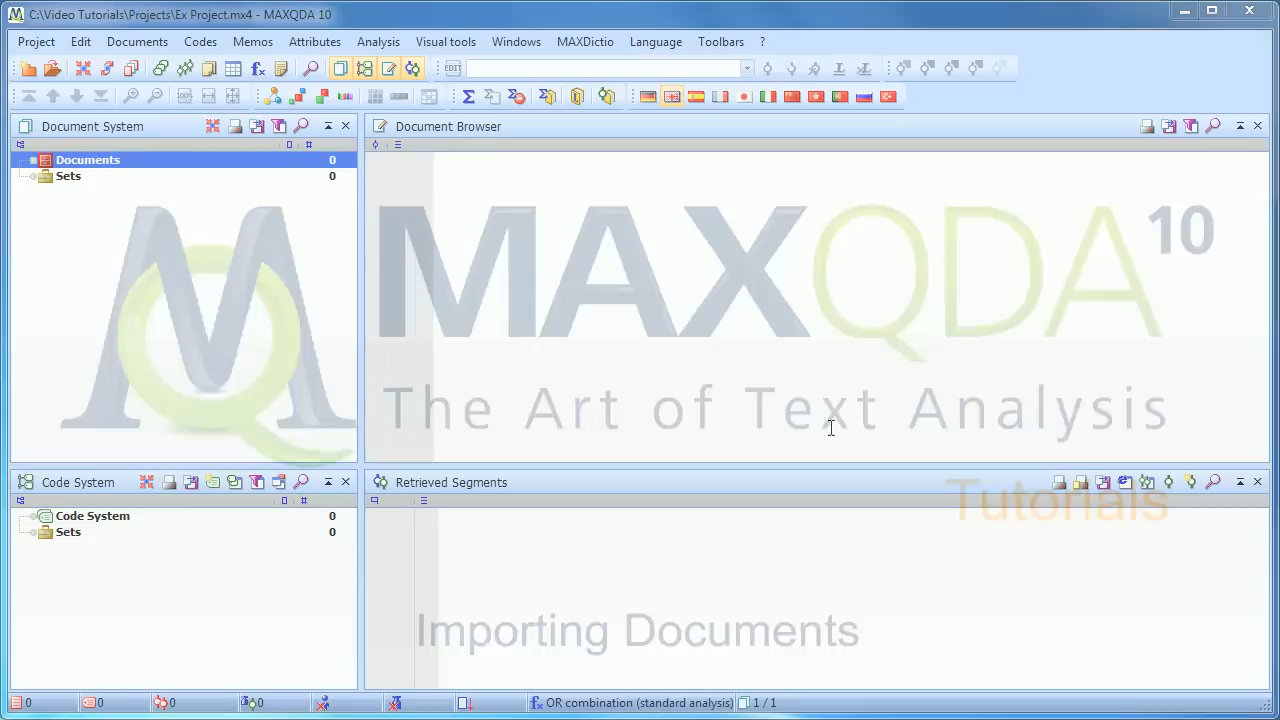 C:\Video Tutorials\Projects\Ex Project.mx4 - MAXQDA 10
Project Edit Documents Codes Memos Attributes Analysis Visual tools Windows MAXDictio Language Toolbars ?
EDIT
Document System
Documents 0
Sets 0
Document Browser
MAXQDA 10
The Art of Text Analysis
Code System
Code System 0
Sets 0
Retrieved Segments
Tutorials
Importing Documents
0 0 0 0 OR combination (standard analysis) 1 / 1